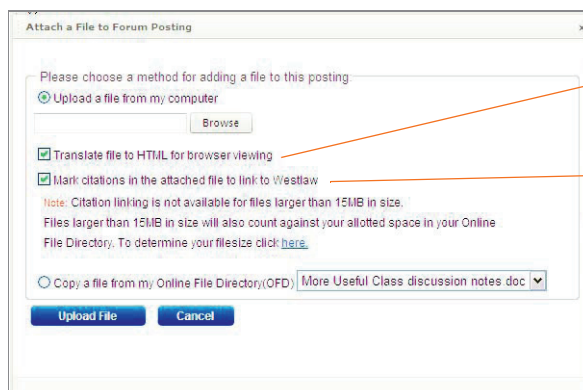 Attach a File to Forum Posting
x
Please choose a method for adding a file to this posting
Upload a file from my computer
Browse
Translate file to HTML for browser viewing
Mark citations in the attached file to link to Westlaw
Note: Citation linking is not available for files larger than 15MB in size.
Files larger than 15MB in size will also count against your allotted space in your Online
File Directory. To determine your filesize click here.
Copy a file from my Online File Directory(OFD) More Useful Class discussion notes doc
Upload File Cancel